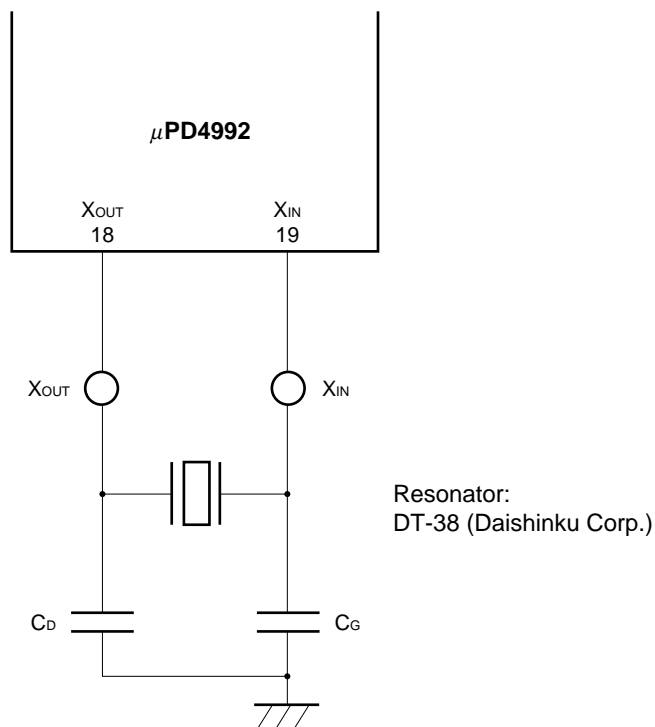 μPD4992
XOUT XIN
18 19
XOUT XIN
Resonator:
DT-38 (Daishinku Corp.)
CD CG